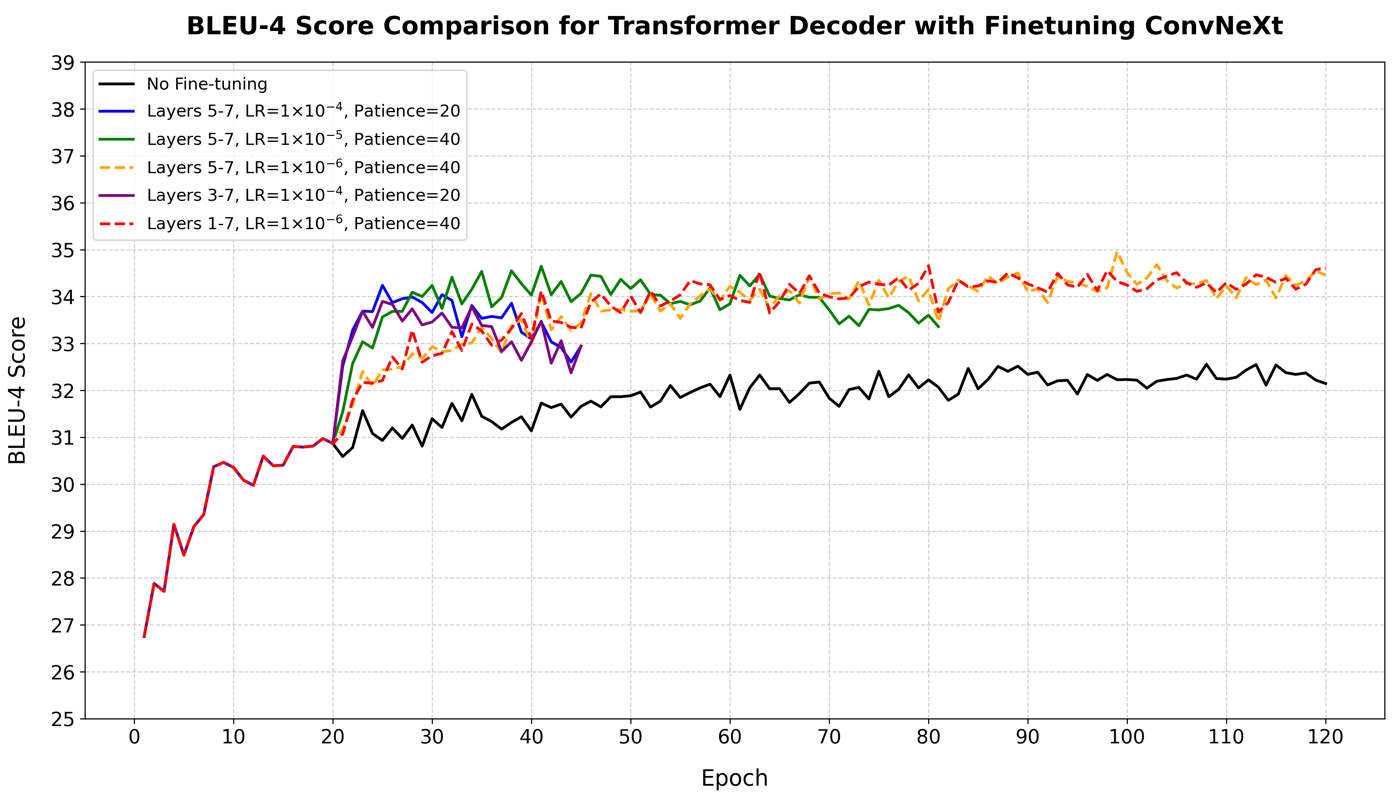 BLEU-4 Score Comparison for Transformer Decoder with Finetuning ConvNeXt
No Fine-tuning
Layers 5-7, LR=1×10⁻⁴, Patience=20
Layers 5-7, LR=1×10⁻⁵, Patience=40
Layers 5-7, LR=1×10⁻⁶, Patience=40
Layers 3-7, LR=1×10⁻⁴, Patience=20
Layers 1-7, LR=1×10⁻⁶, Patience=40
BLEU-4 Score
39
38
37
36
35
34
33
32
31
30
29
28
27
26
25
0 10 20 30 40 50 60 70 80 90 100 110 120
Epoch